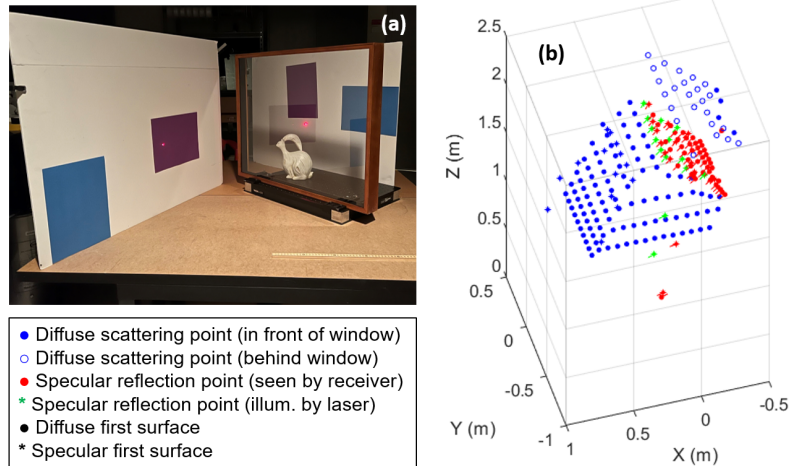 (a)
(b)
2.5
2
1.5
1
0.5
0
0.5
0
-0.5
-1
1
0.5
0
-0.5
Z (m)
Y (m)
X (m)
Diffuse scattering point (in front of window)
Diffuse scattering point (behind window)
Specular reflection point (seen by receiver)
* Specular reflection point (illum. by laser)
Diffuse first surface
* Specular first surface